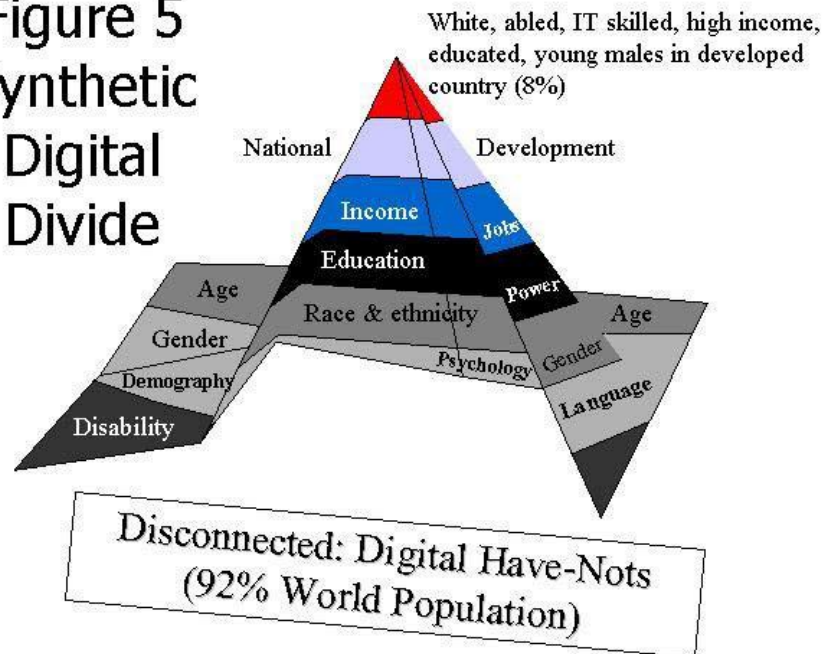 Figure 5
ynthetic
Digital
Divide
White, abled, IT skilled, high income,
educated, young males in developed
country (8%)
National
Development
Income
Jobs
Education
Power
Age
Race & ethnicity
Age
Gender
Psychology
Gender
Demography
Language
Disability
Disconnected: Digital Have-Nots
(92% World Population)